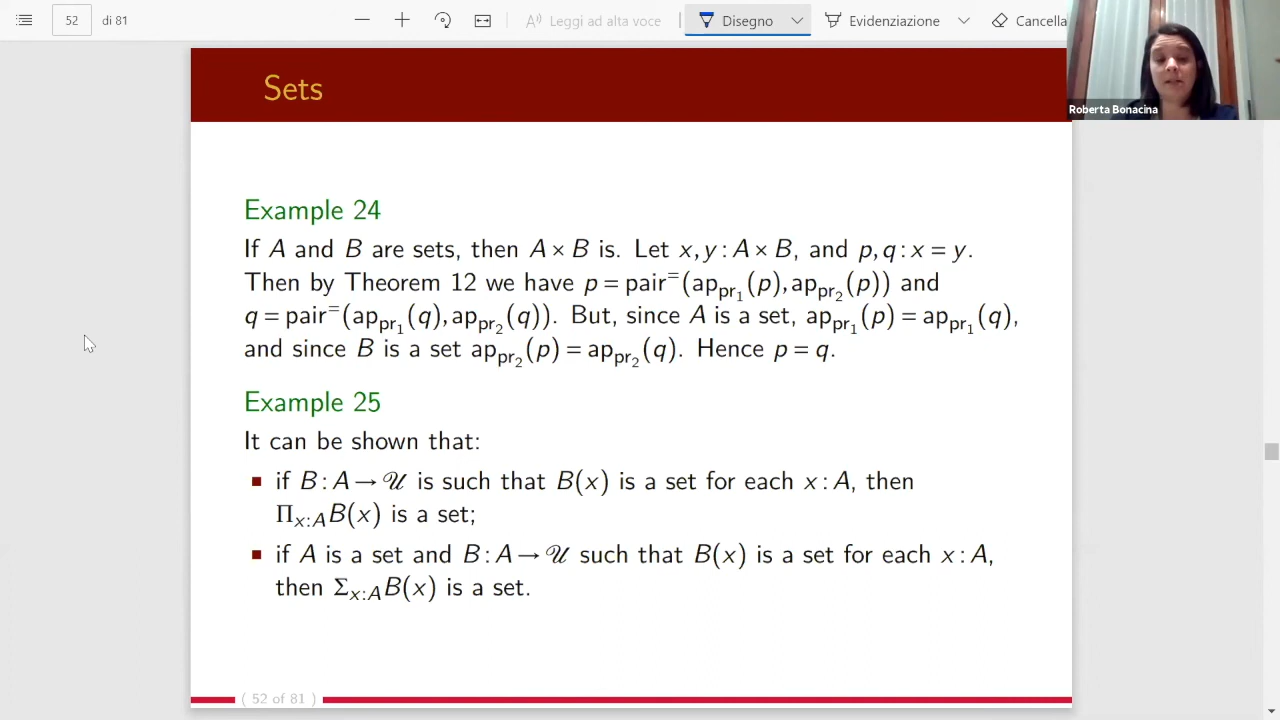 52 di 81 Leggi ad alta voce Disegno Evidenziazione Cancella
Roberta Bonacina
Sets
Example 24
If A and B are sets, then A × B is. Let x, y : A × B, and p, q : x = y.
Then by Theorem 12 we have p = pair⁼(ap_pr₁(p), ap_pr₂(p)) and
q = pair⁼(ap_pr₁(q), ap_pr₂(q)). But, since A is a set, ap_pr₁(p) = ap_pr₁(q),
and since B is a set ap_pr₂(p) = ap_pr₂(q). Hence p = q.
Example 25
It can be shown that:
■ if B : A → 𝒰 is such that B(x) is a set for each x : A, then
Π_{x:A}B(x) is a set;
■ if A is a set and B : A → 𝒰 such that B(x) is a set for each x : A,
then Σ_{x:A}B(x) is a set.
( 52 of 81 )